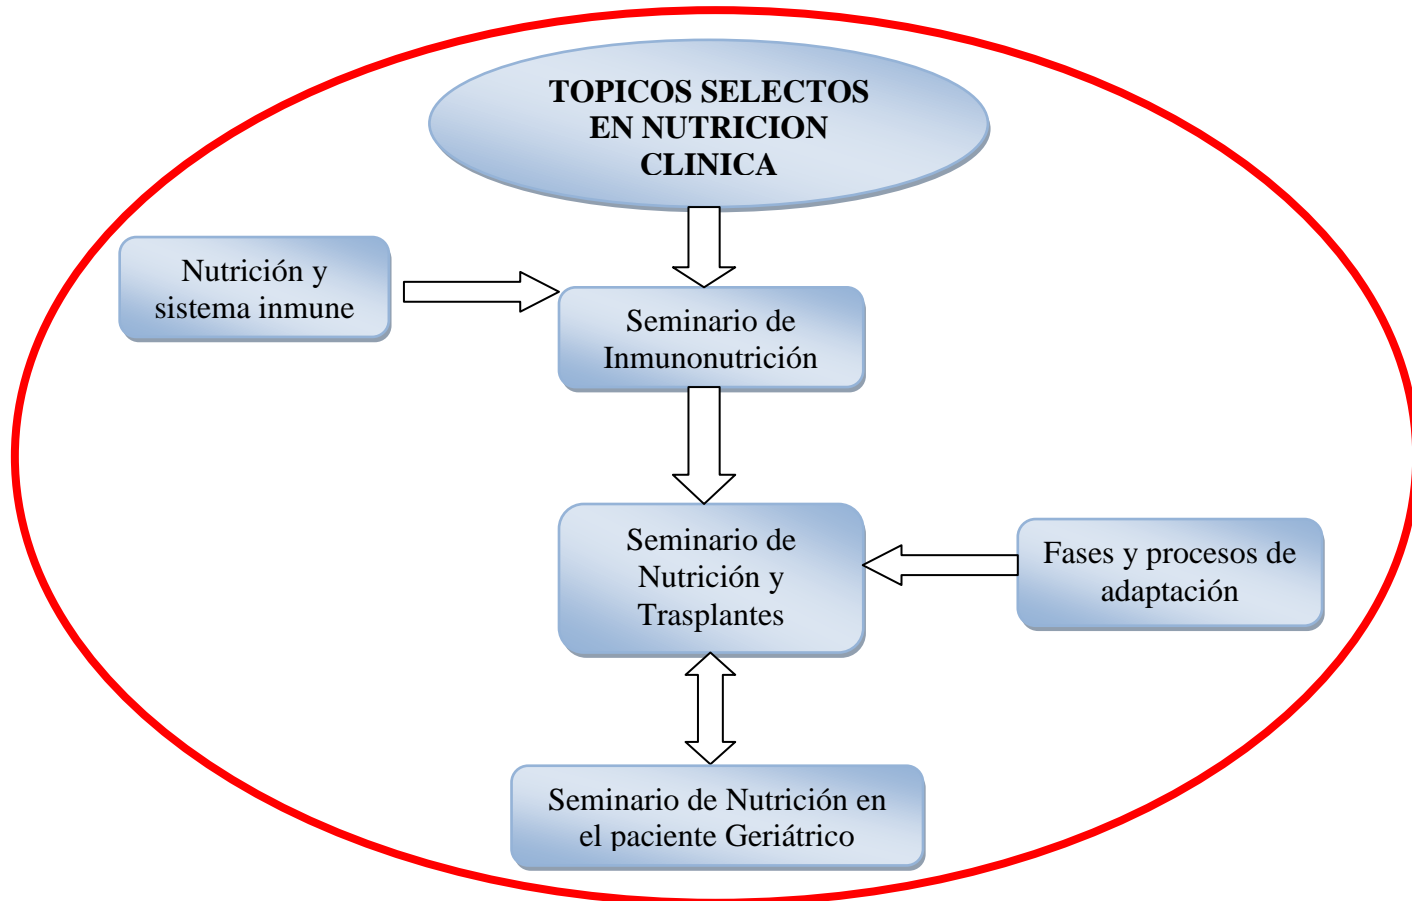 TOPICOS SELECTOS
EN NUTRICION
CLINICA
Nutrición y
sistema inmune
Seminario de
Inmunonutrición
Seminario de
Nutrición y
Trasplantes
Fases y procesos de
adaptación
Seminario de Nutrición en
el paciente Geriátrico